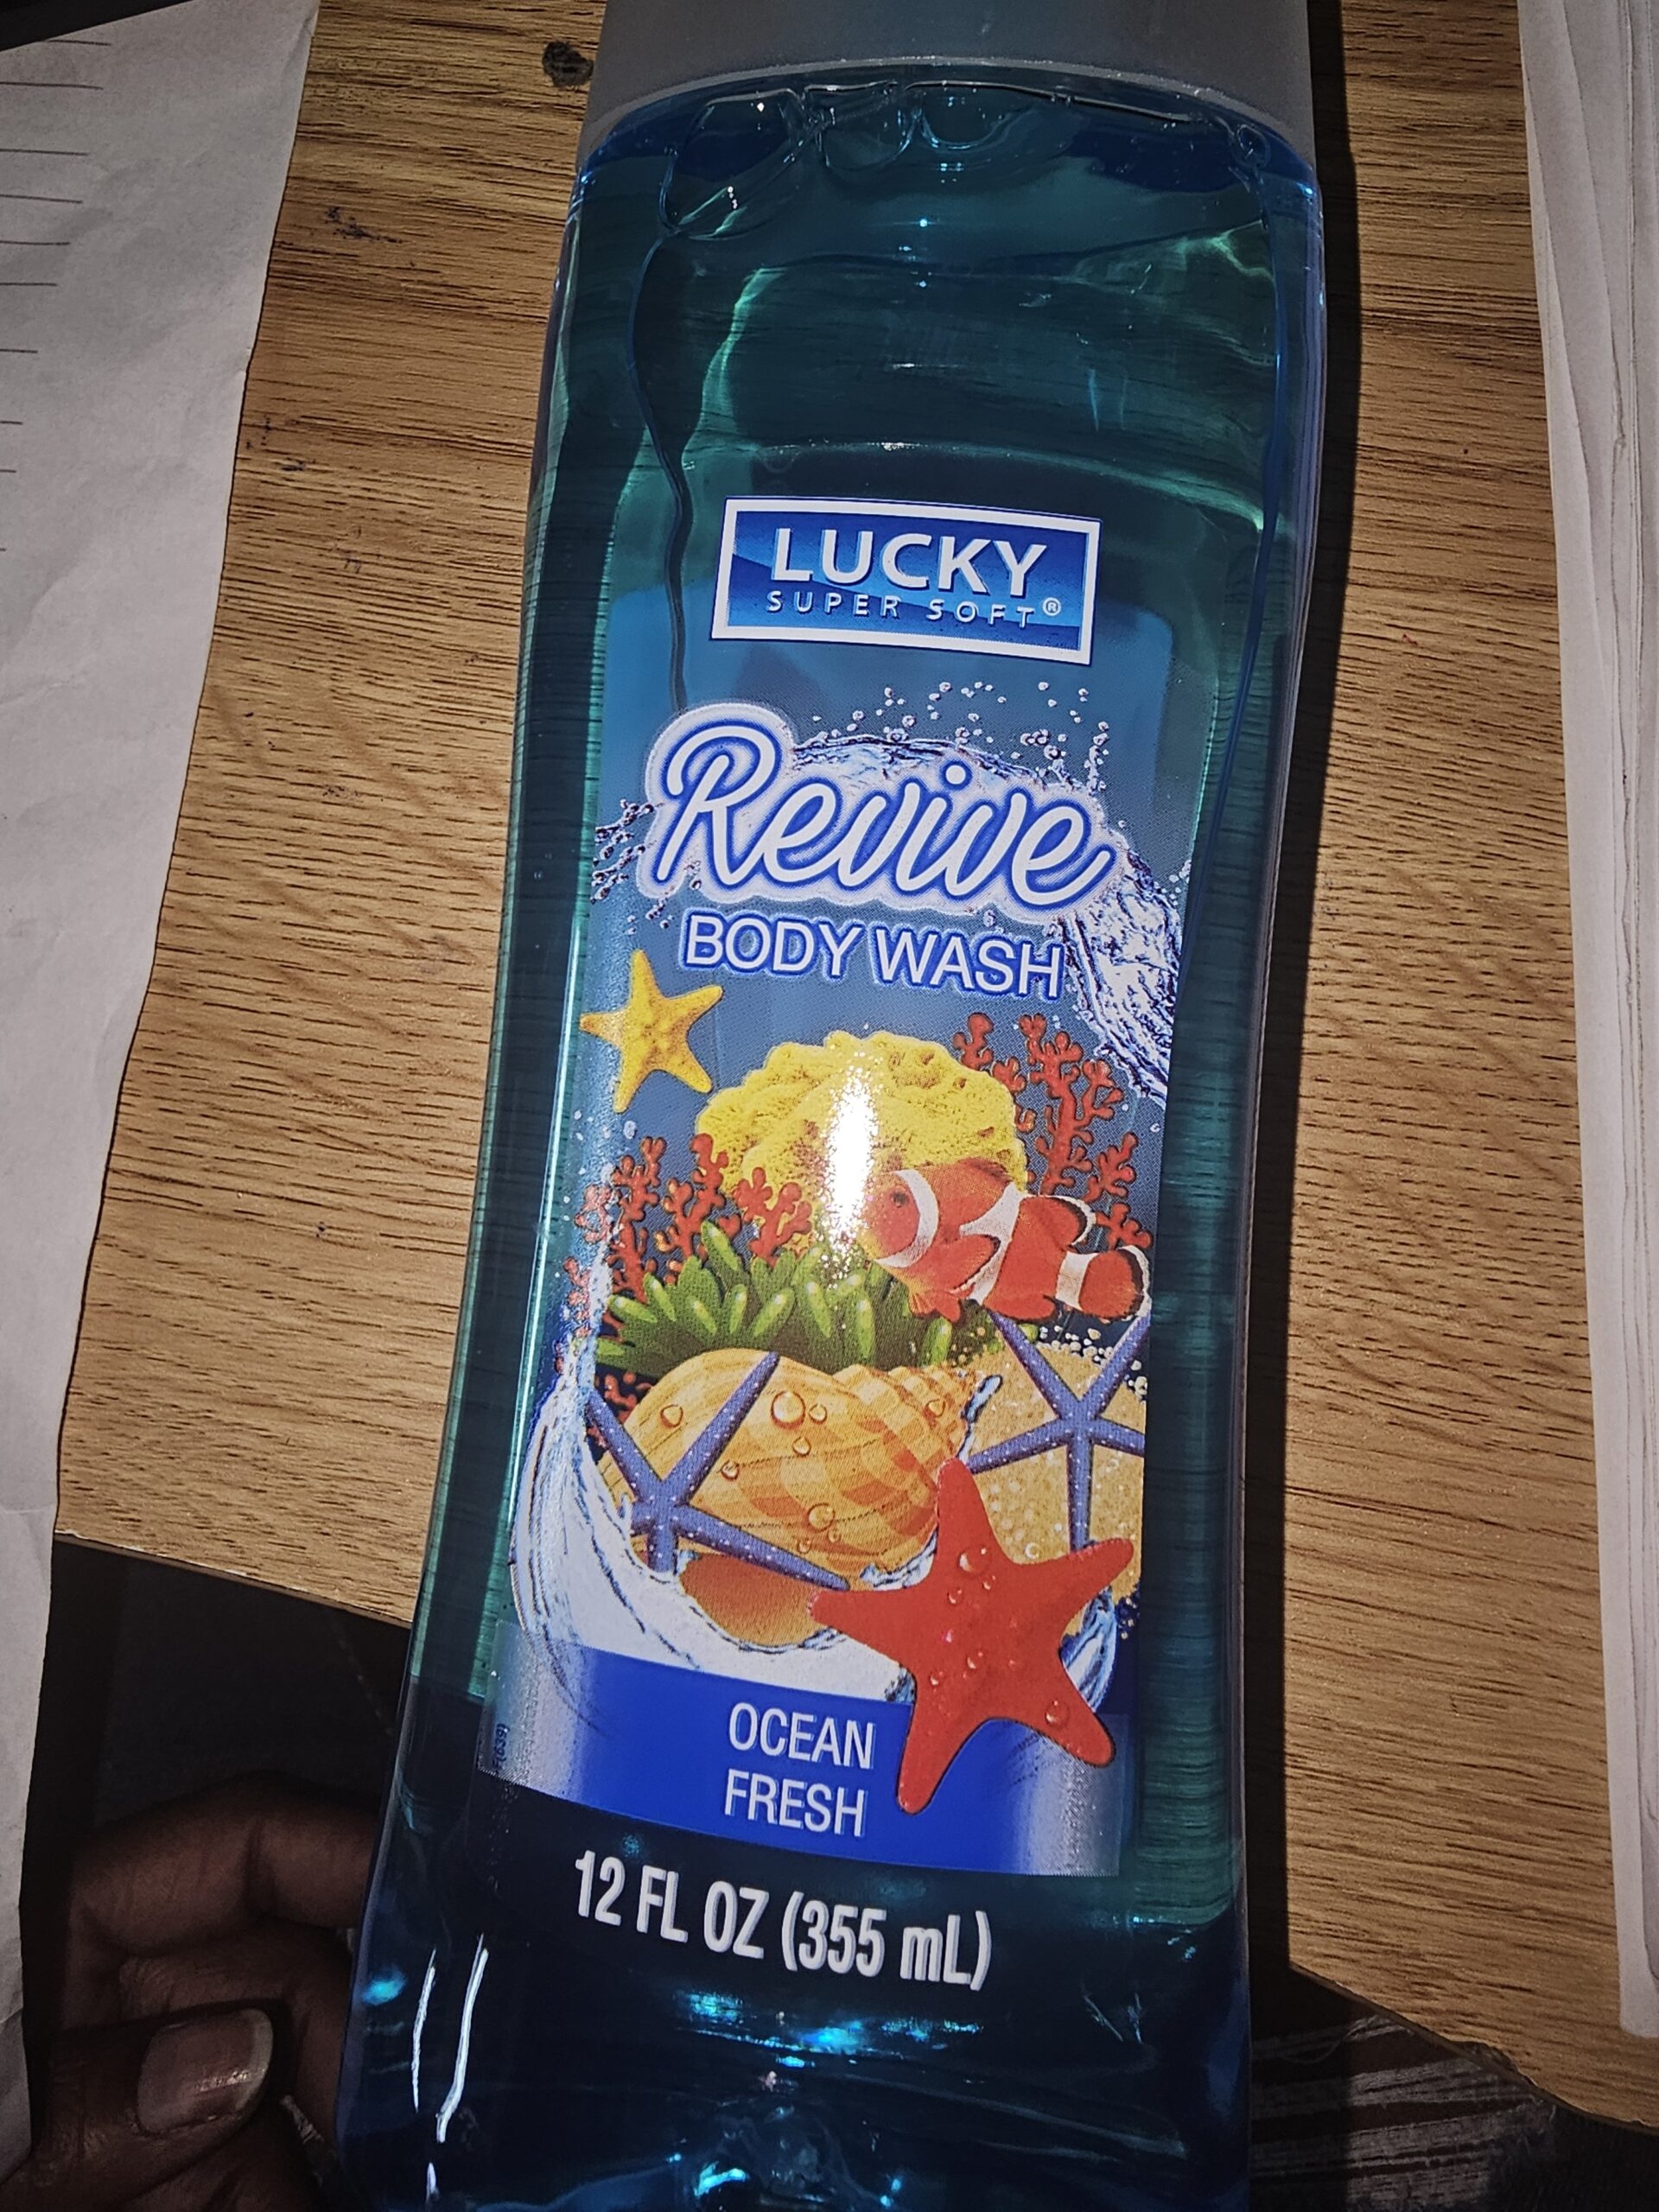 LUCKY
SUPER SOFT®
Revive
BODY WASH
OCEAN
FRESH
12 FL OZ (355 mL)